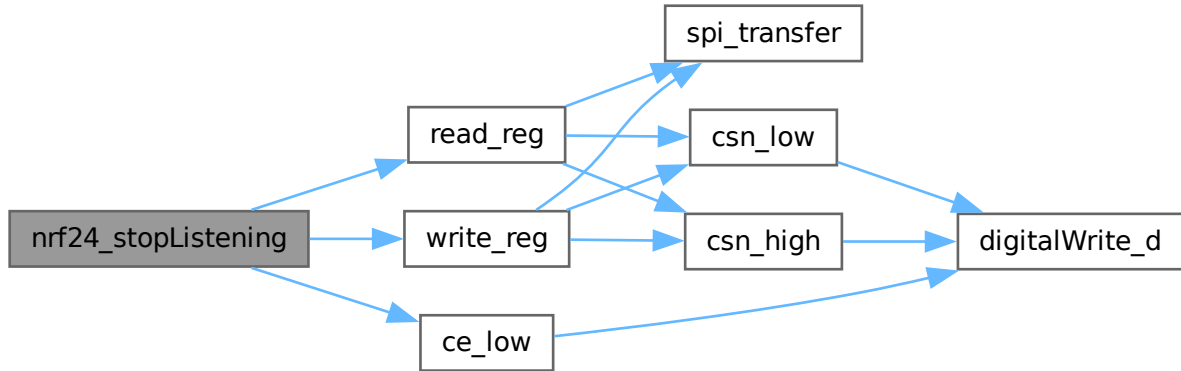 spi_transfer
read_reg
csn_low
nrf24_stopListening
write_reg
csn_high
digitalWrite_d
ce_low